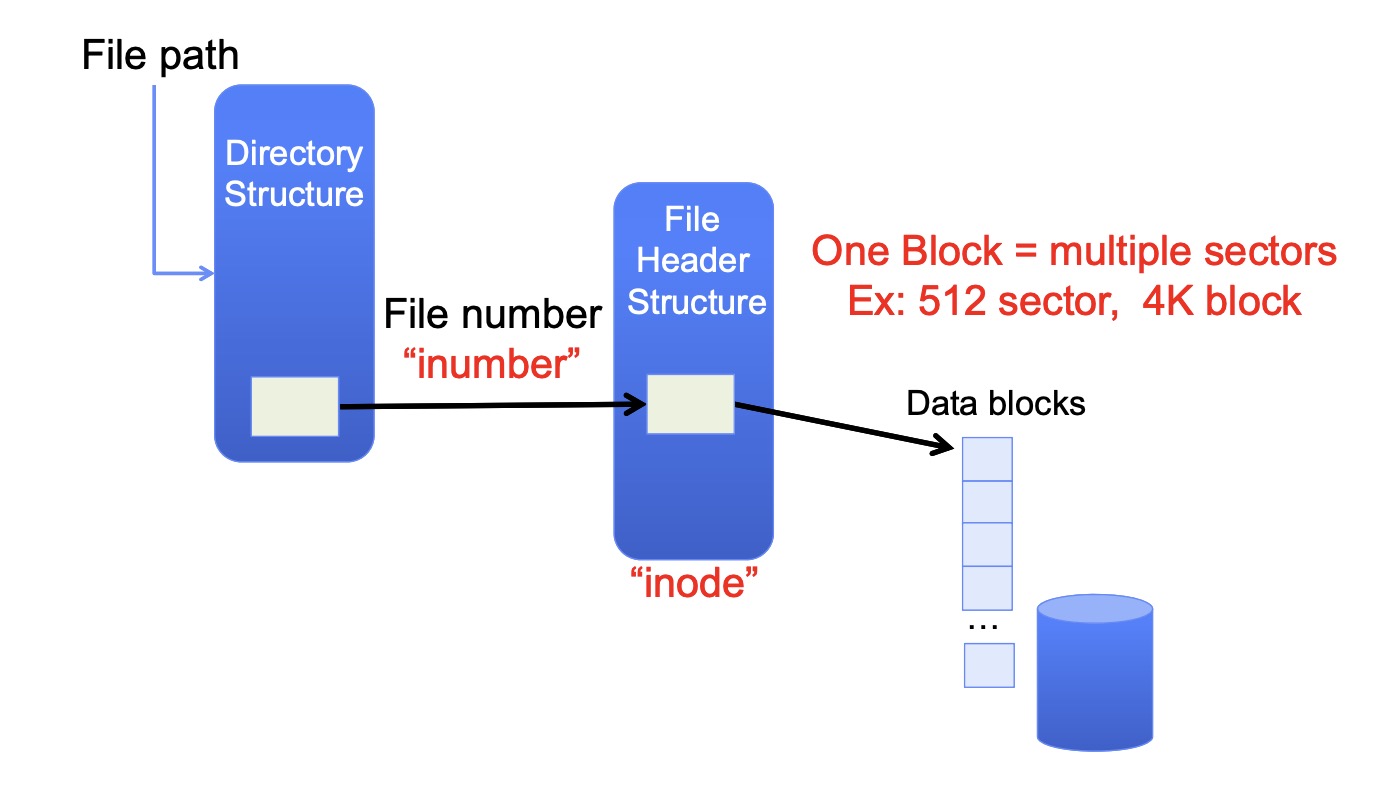 File path
Directory
Structure
File number
“inumber”
File
Header
Structure
“inode”
One Block = multiple sectors
Ex: 512 sector, 4K block
Data blocks
...